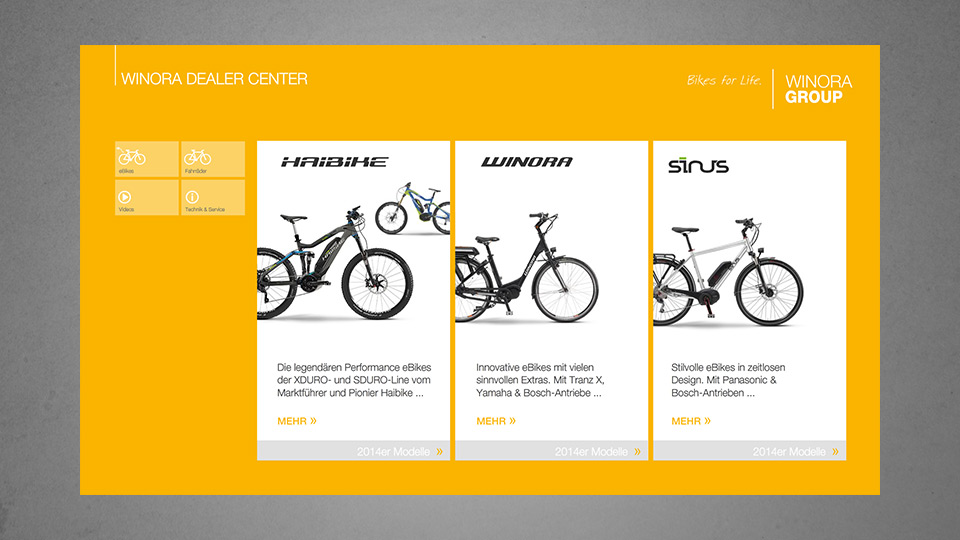 WINORA DEALER CENTER
Bikes for Life.
WINORA
GROUP
eBikes
Fahrräder
Videos
Technik & Service
HAIBIKE
Die legendären Performance eBikes
der XDURO- und SDURO-Line vom
Marktführer und Pionier Haibike ...
MEHR »
2014er Modelle »
WINORA
Innovative eBikes mit vielen
sinnvollen Extras. Mit Tranz X,
Yamaha & Bosch-Antriebe ...
MEHR »
2014er Modelle »
sinus
Stilvolle eBikes in zeitlosen
Design. Mit Panasonic &
Bosch-Antrieben ...
MEHR »
2014er Modelle »